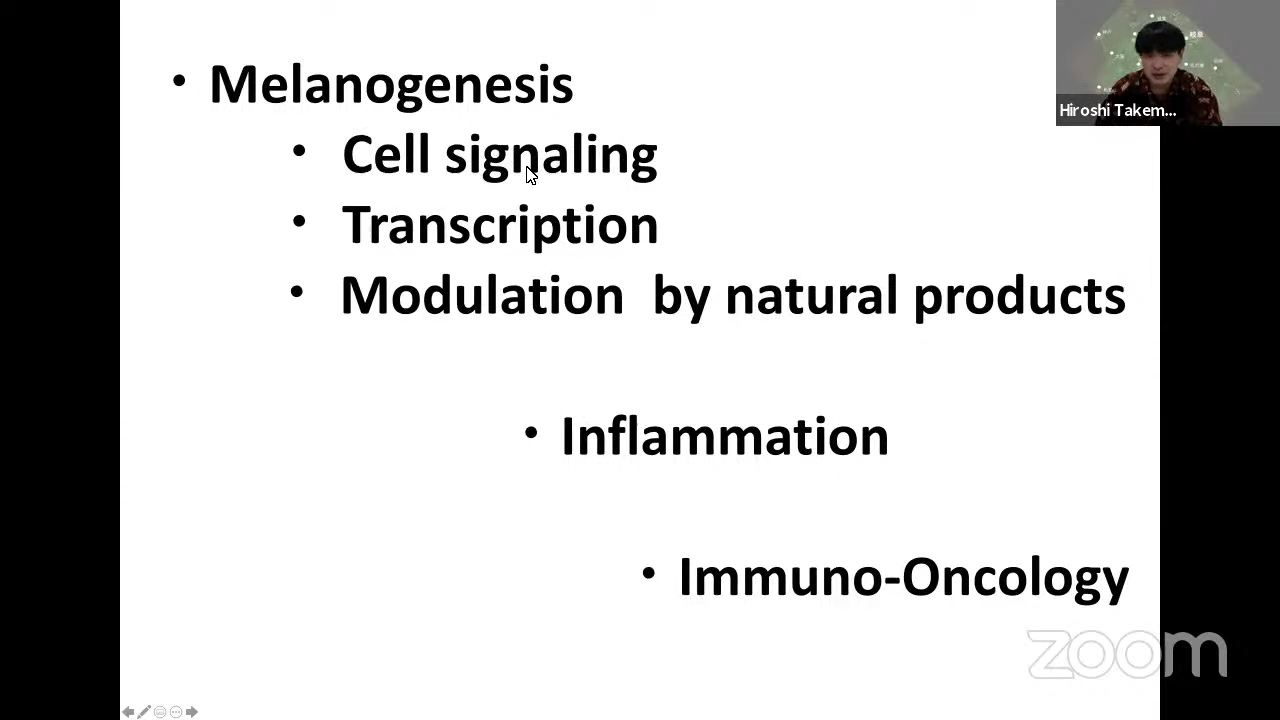 • Melanogenesis
• Cell signaling
• Transcription
• Modulation by natural products
• Inflammation
• Immuno-Oncology
Hiroshi Takem...
zoom